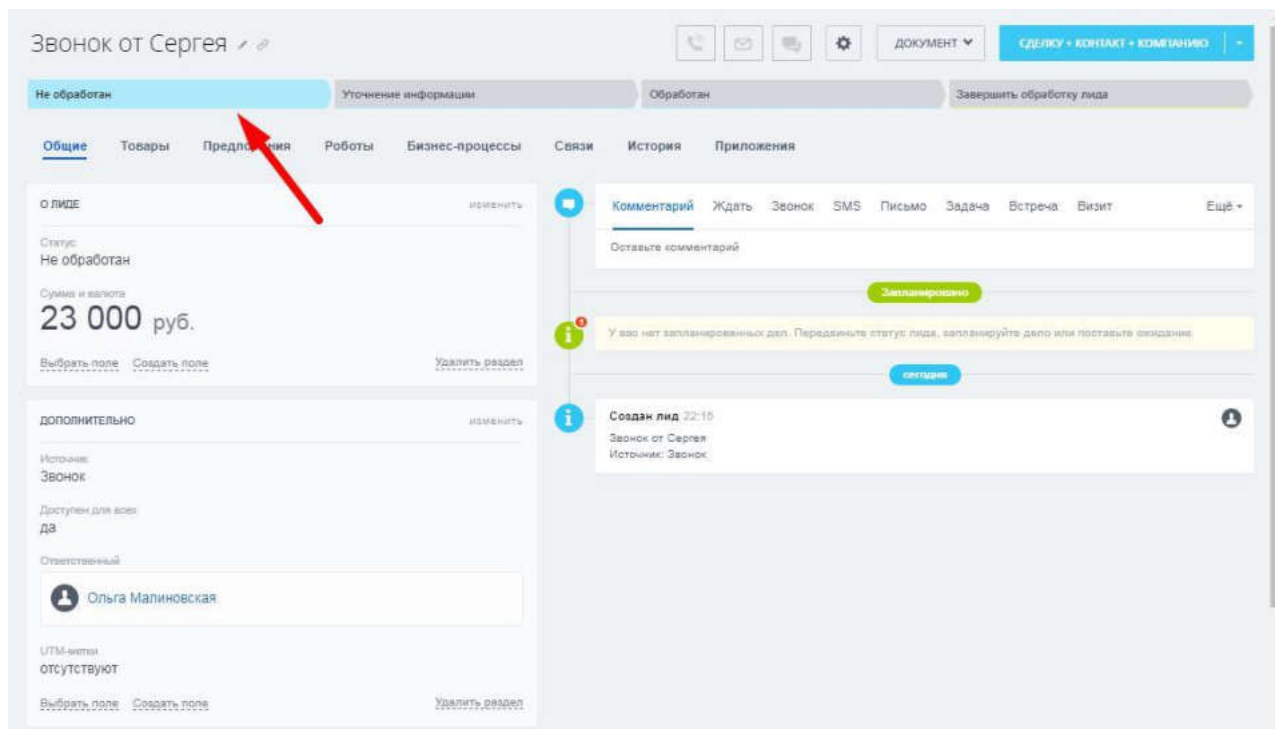 Звонок от Сергея
ДОКУМЕНТ
СДЕЛКУ + КОНТАКТ + КОМПАНИЮ
Не обработан
Уточнение информации
Обработан
Завершить обработку лида
Общие Товары Предложения Роботы Бизнес-процессы Связи История Приложения
О ЛИДЕ изменить
Статус
Не обработан
Сумма и валюта
23 000 руб.
Выбрать поле Создать поле Удалить раздел
ДОПОЛНИТЕЛЬНО изменить
Источник
Звонок
Доступен для всех
да
Ответственный
Ольга Малиновская
UTM-метки
отсутствуют
Выбрать поле Создать поле Удалить раздел
Комментарий Ждать Звонок SMS Письмо Задача Встреча Визит Ещё
Оставьте комментарий
Запланировано
1
У вас нет запланированных дел. Передвиньте статус лида, запланируйте дело или поставьте ожидание
сегодня
Создан лид 22:15
Звонок от Сергея
Источник: Звонок